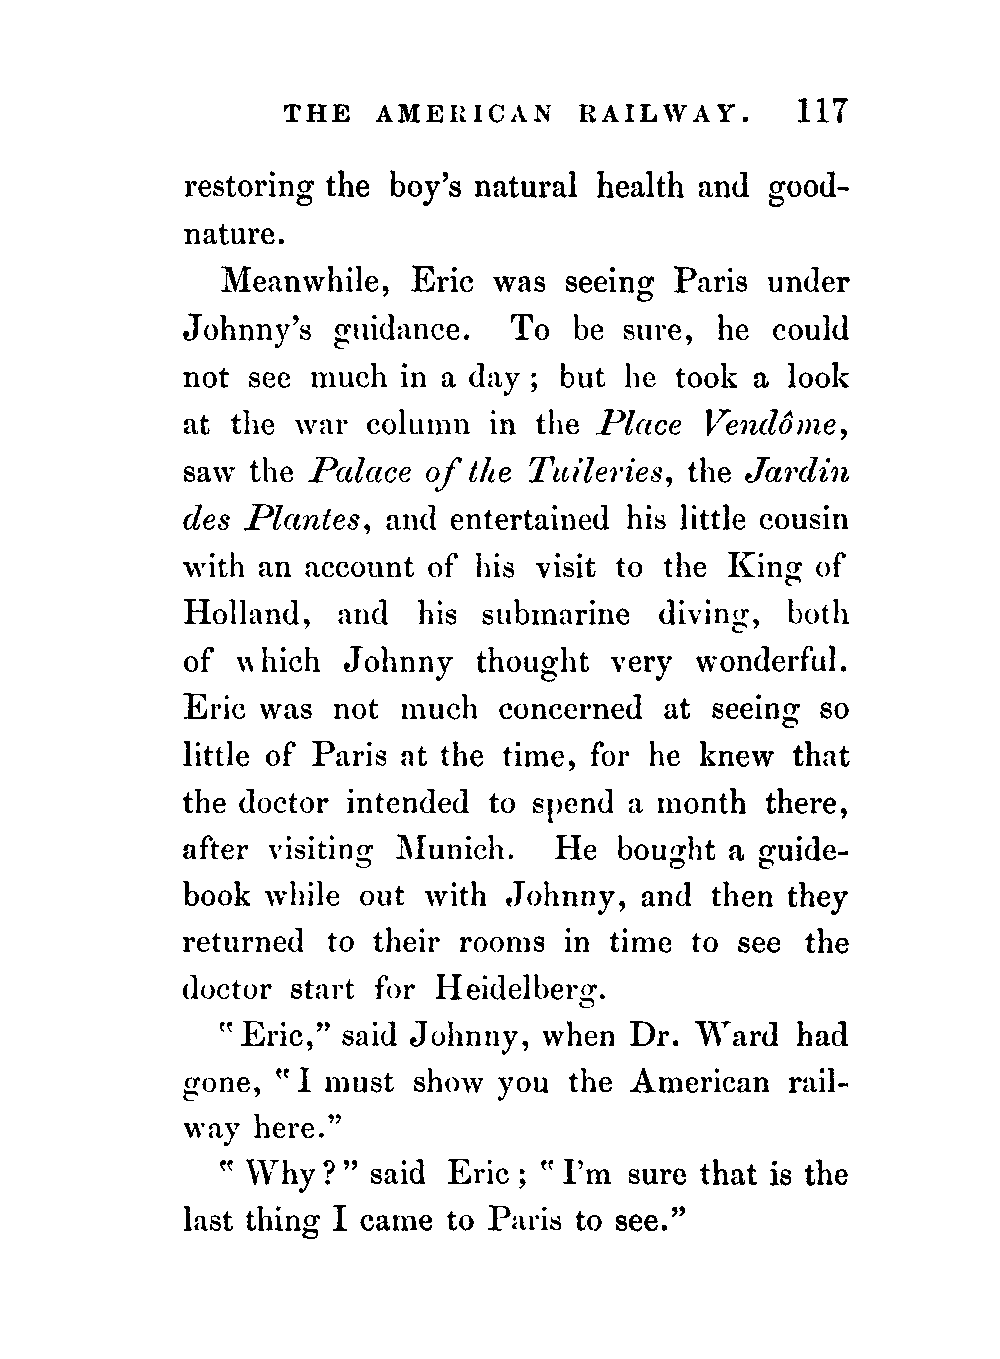 THE AMERICAN RAILWAY. 117
restoring the boy's natural health and good-
nature.
Meanwhile, Eric was seeing Paris under
Johnny's guidance. To be sure, he could
not see much in a day; but he took a look
at the war column in the Place Vendôme,
saw the Palace of the Tuileries, the Jardin
des Plantes, and entertained his little cousin
with an account of his visit to the King of
Holland, and his submarine diving, both
of which Johnny thought very wonderful.
Eric was not much concerned at seeing so
little of Paris at the time, for he knew that
the doctor intended to spend a month there,
after visiting Munich. He bought a guide-
book while out with Johnny, and then they
returned to their rooms in time to see the
doctor start for Heidelberg.
"Eric," said Johnny, when Dr. Ward had
gone, "I must show you the American rail-
way here."
"Why?" said Eric; "I'm sure that is the
last thing I came to Paris to see."